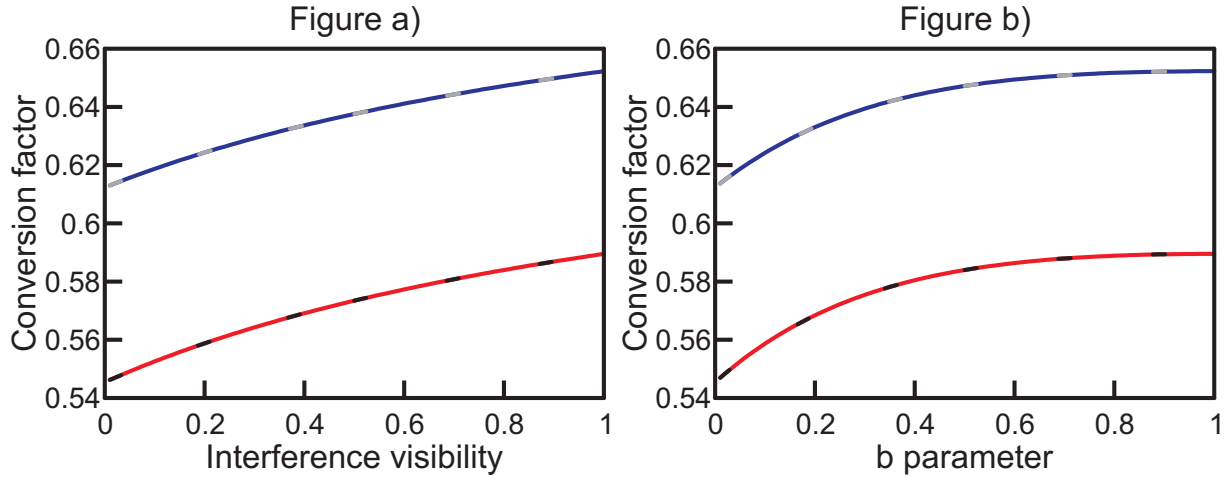 Figure a)
Conversion factor
0.66
0.64
0.62
0.6
0.58
0.56
0.54
0 0.2 0.4 0.6 0.8 1
Interference visibility
Figure b)
Conversion factor
0.66
0.64
0.62
0.6
0.58
0.56
0.54
0 0.2 0.4 0.6 0.8 1
b parameter